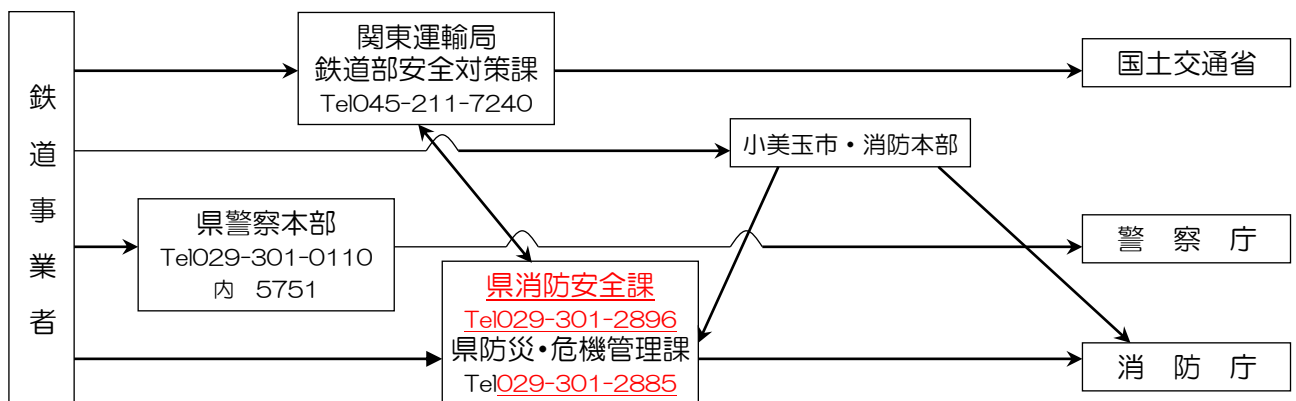 鉄道事業者
関東運輸局
鉄道部安全対策課
Tel045-211-7240
国土交通省
小美玉市・消防本部
県警察本部
Tel029-301-0110
内　5751
警　察　庁
県消防安全課
Tel029-301-2896
県防災・危機管理課
Tel029-301-2885
消　防　庁